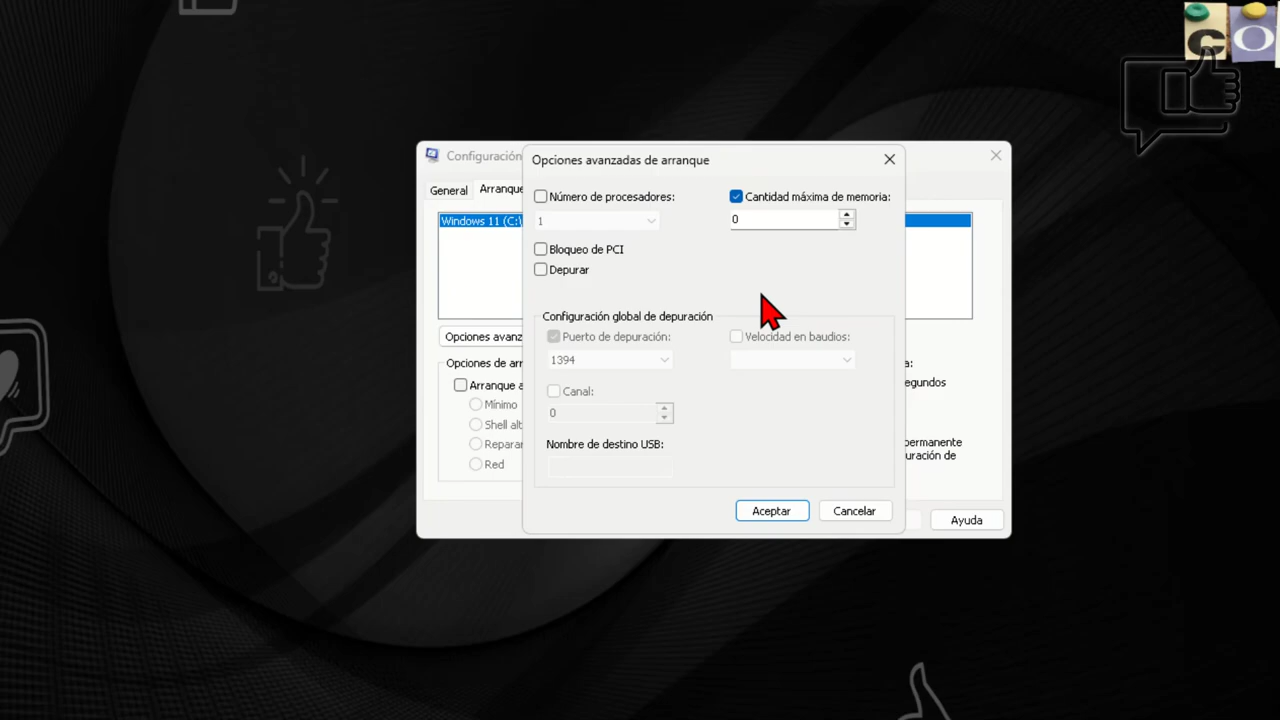 CO
Configuración
Opciones avanzadas de arranque
General
Arranque
Número de procesadores:
Cantidad máxima de memoria:
Windows 11 (C:\
1
0
Bloqueo de PCI
Depurar
Configuración global de depuración
Opciones avanz
Puerto de depuración:
Velocidad en baudios:
1394
Opciones de arr
a:
Arranque a
egundos
Canal:
Mínimo
0
Shell alt
Reparar
Nombre de destino USB:
permanente
uración de
Red
Aceptar
Cancelar
Ayuda